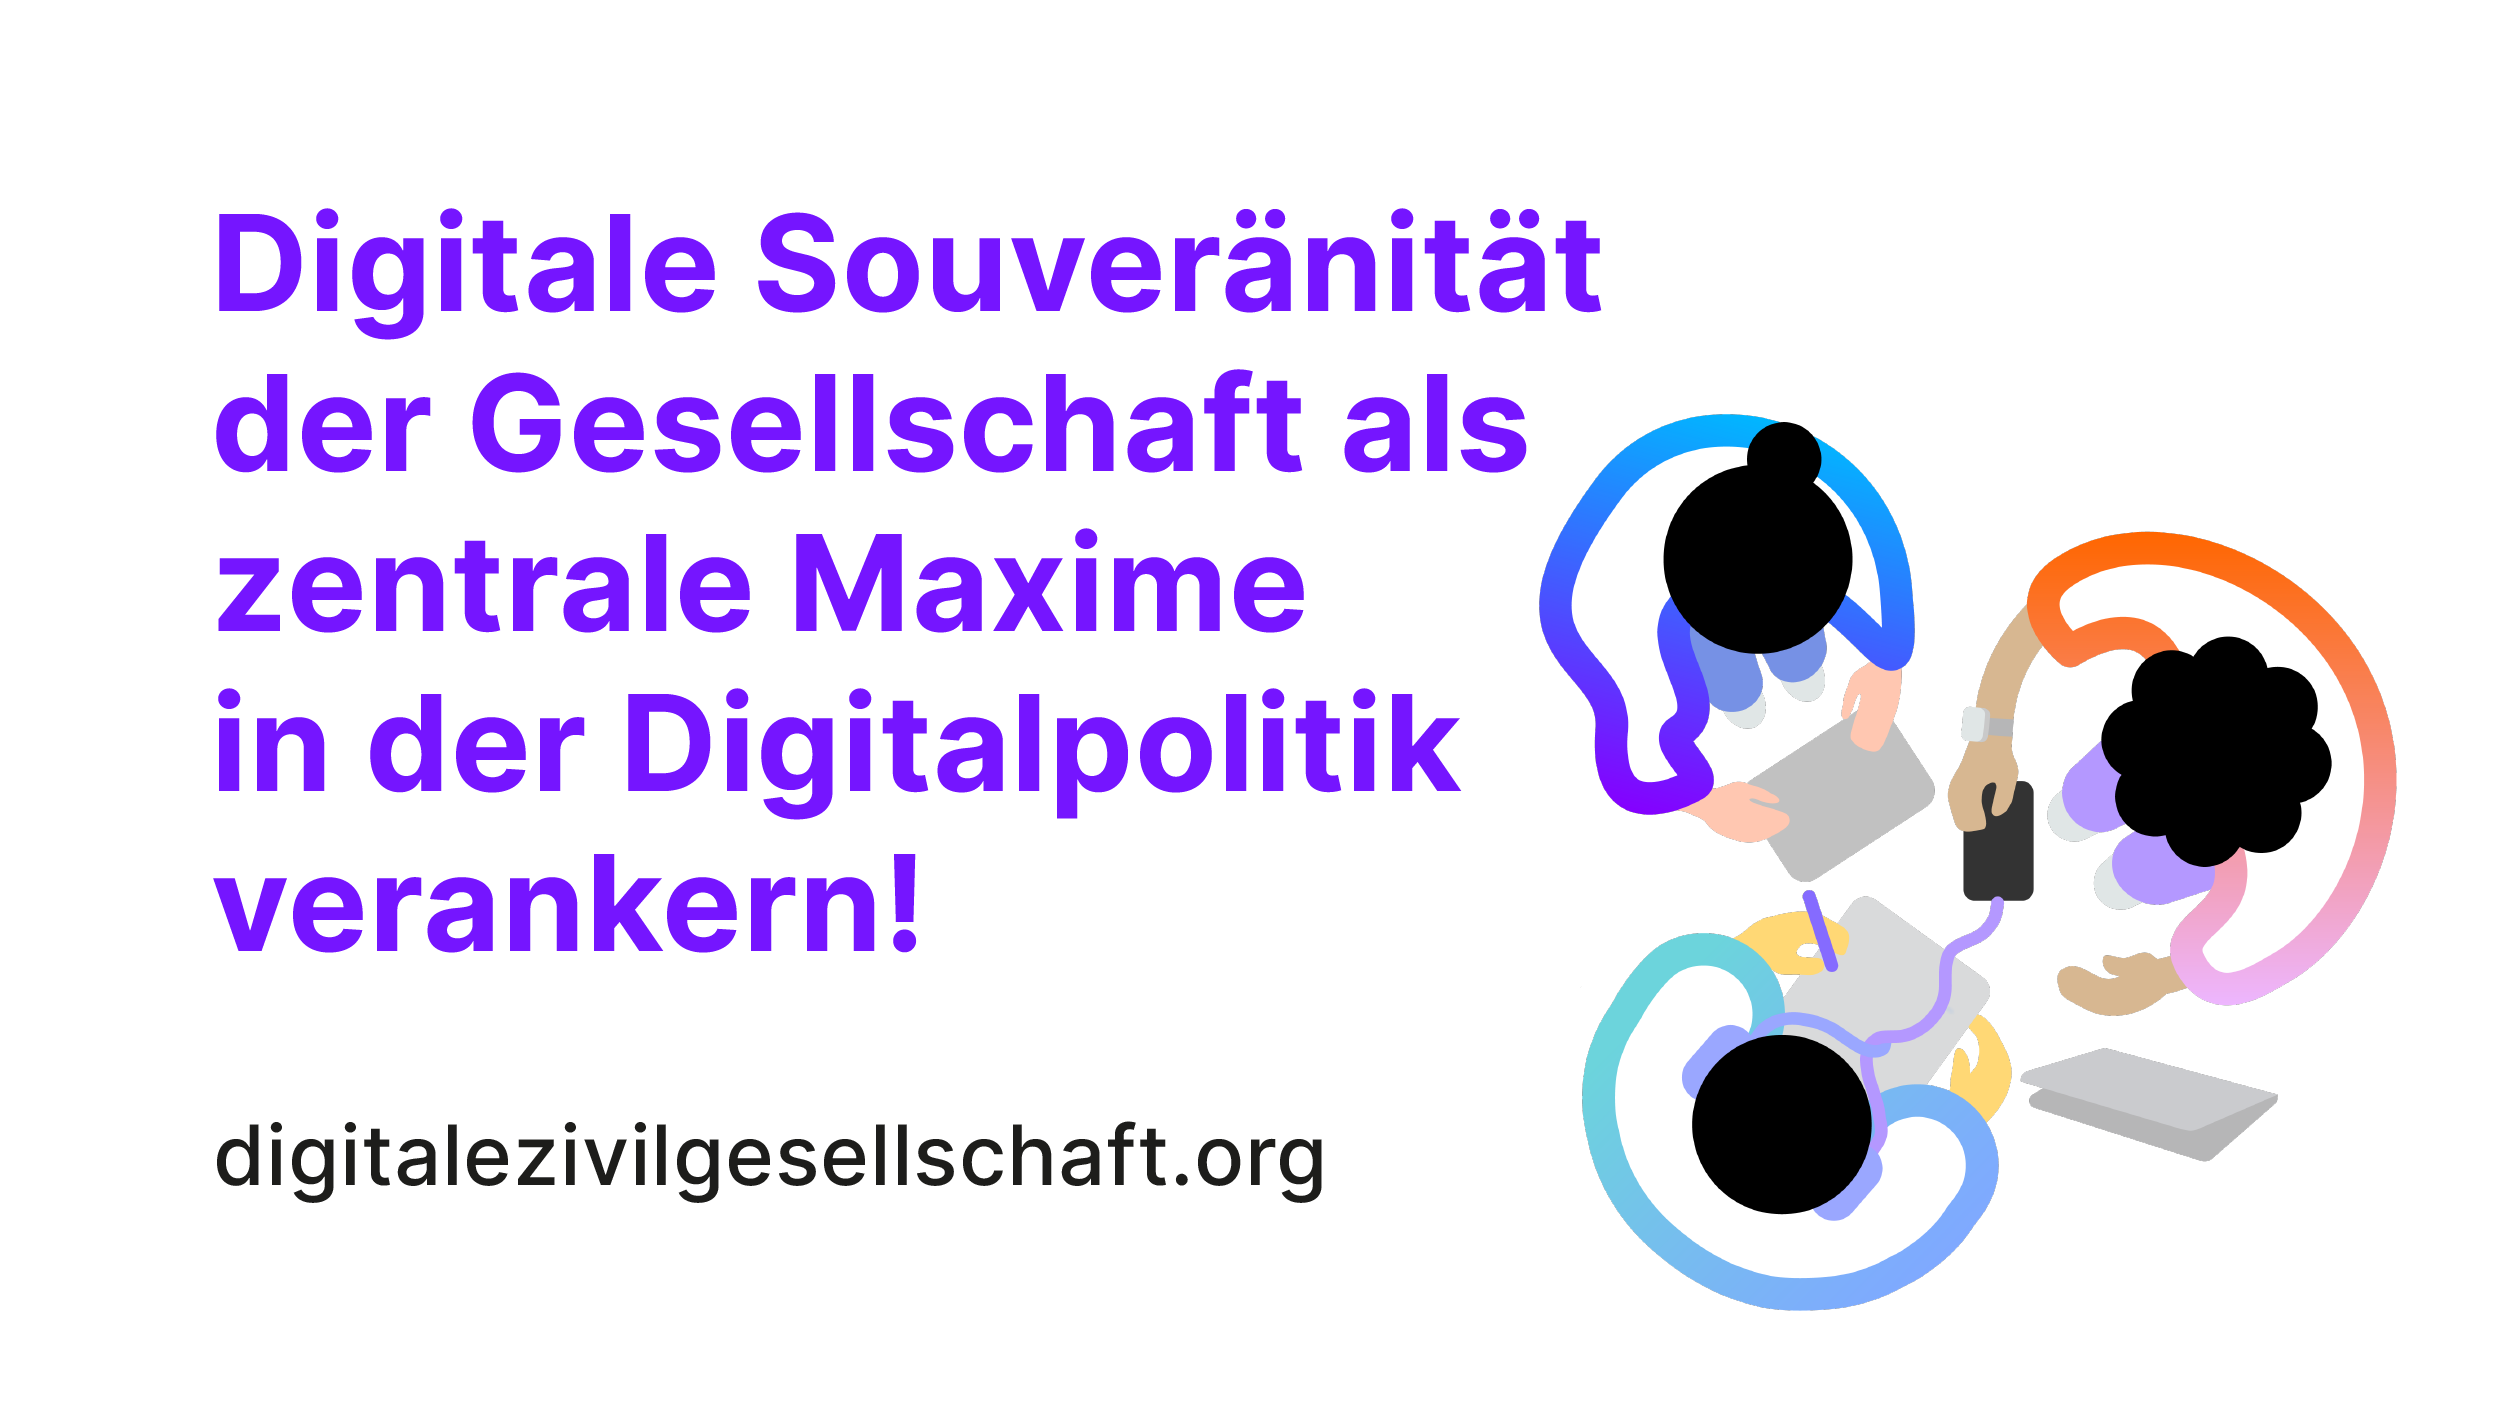 Digitale Souveränität
der Gesellschaft als
zentrale Maxime
in der Digitalpolitik
verankern!
digitalezivilgesellschaft.org